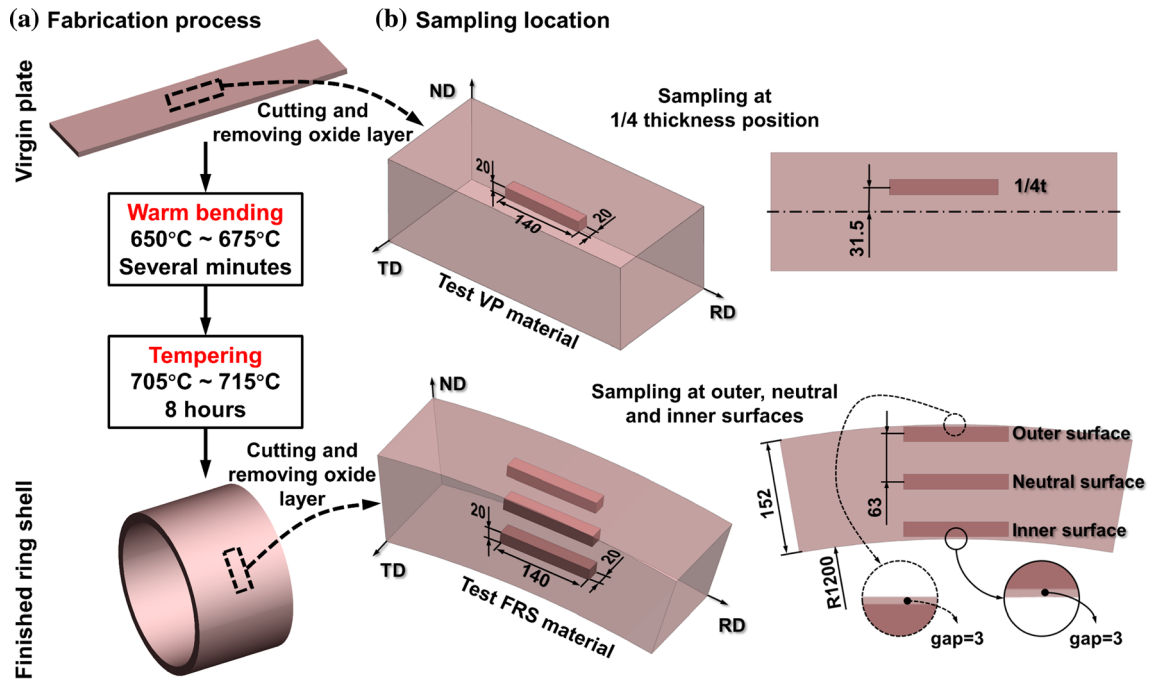 (a) Fabrication process
(b) Sampling location
Virgin plate
Cutting and
removing oxide layer
Warm bending
650°C ~ 675°C
Several minutes
Tempering
705°C ~ 715°C
8 hours
Cutting and
removing oxide
layer
Finished ring shell
ND
20
140
20
TD
RD
Test VP material
Sampling at
1/4 thickness position
1/4t
31.5
ND
20
140
20
TD
RD
Test FRS material
Sampling at outer, neutral
and inner surfaces
Outer surface
Neutral surface
Inner surface
152
63
R1200
gap=3
gap=3